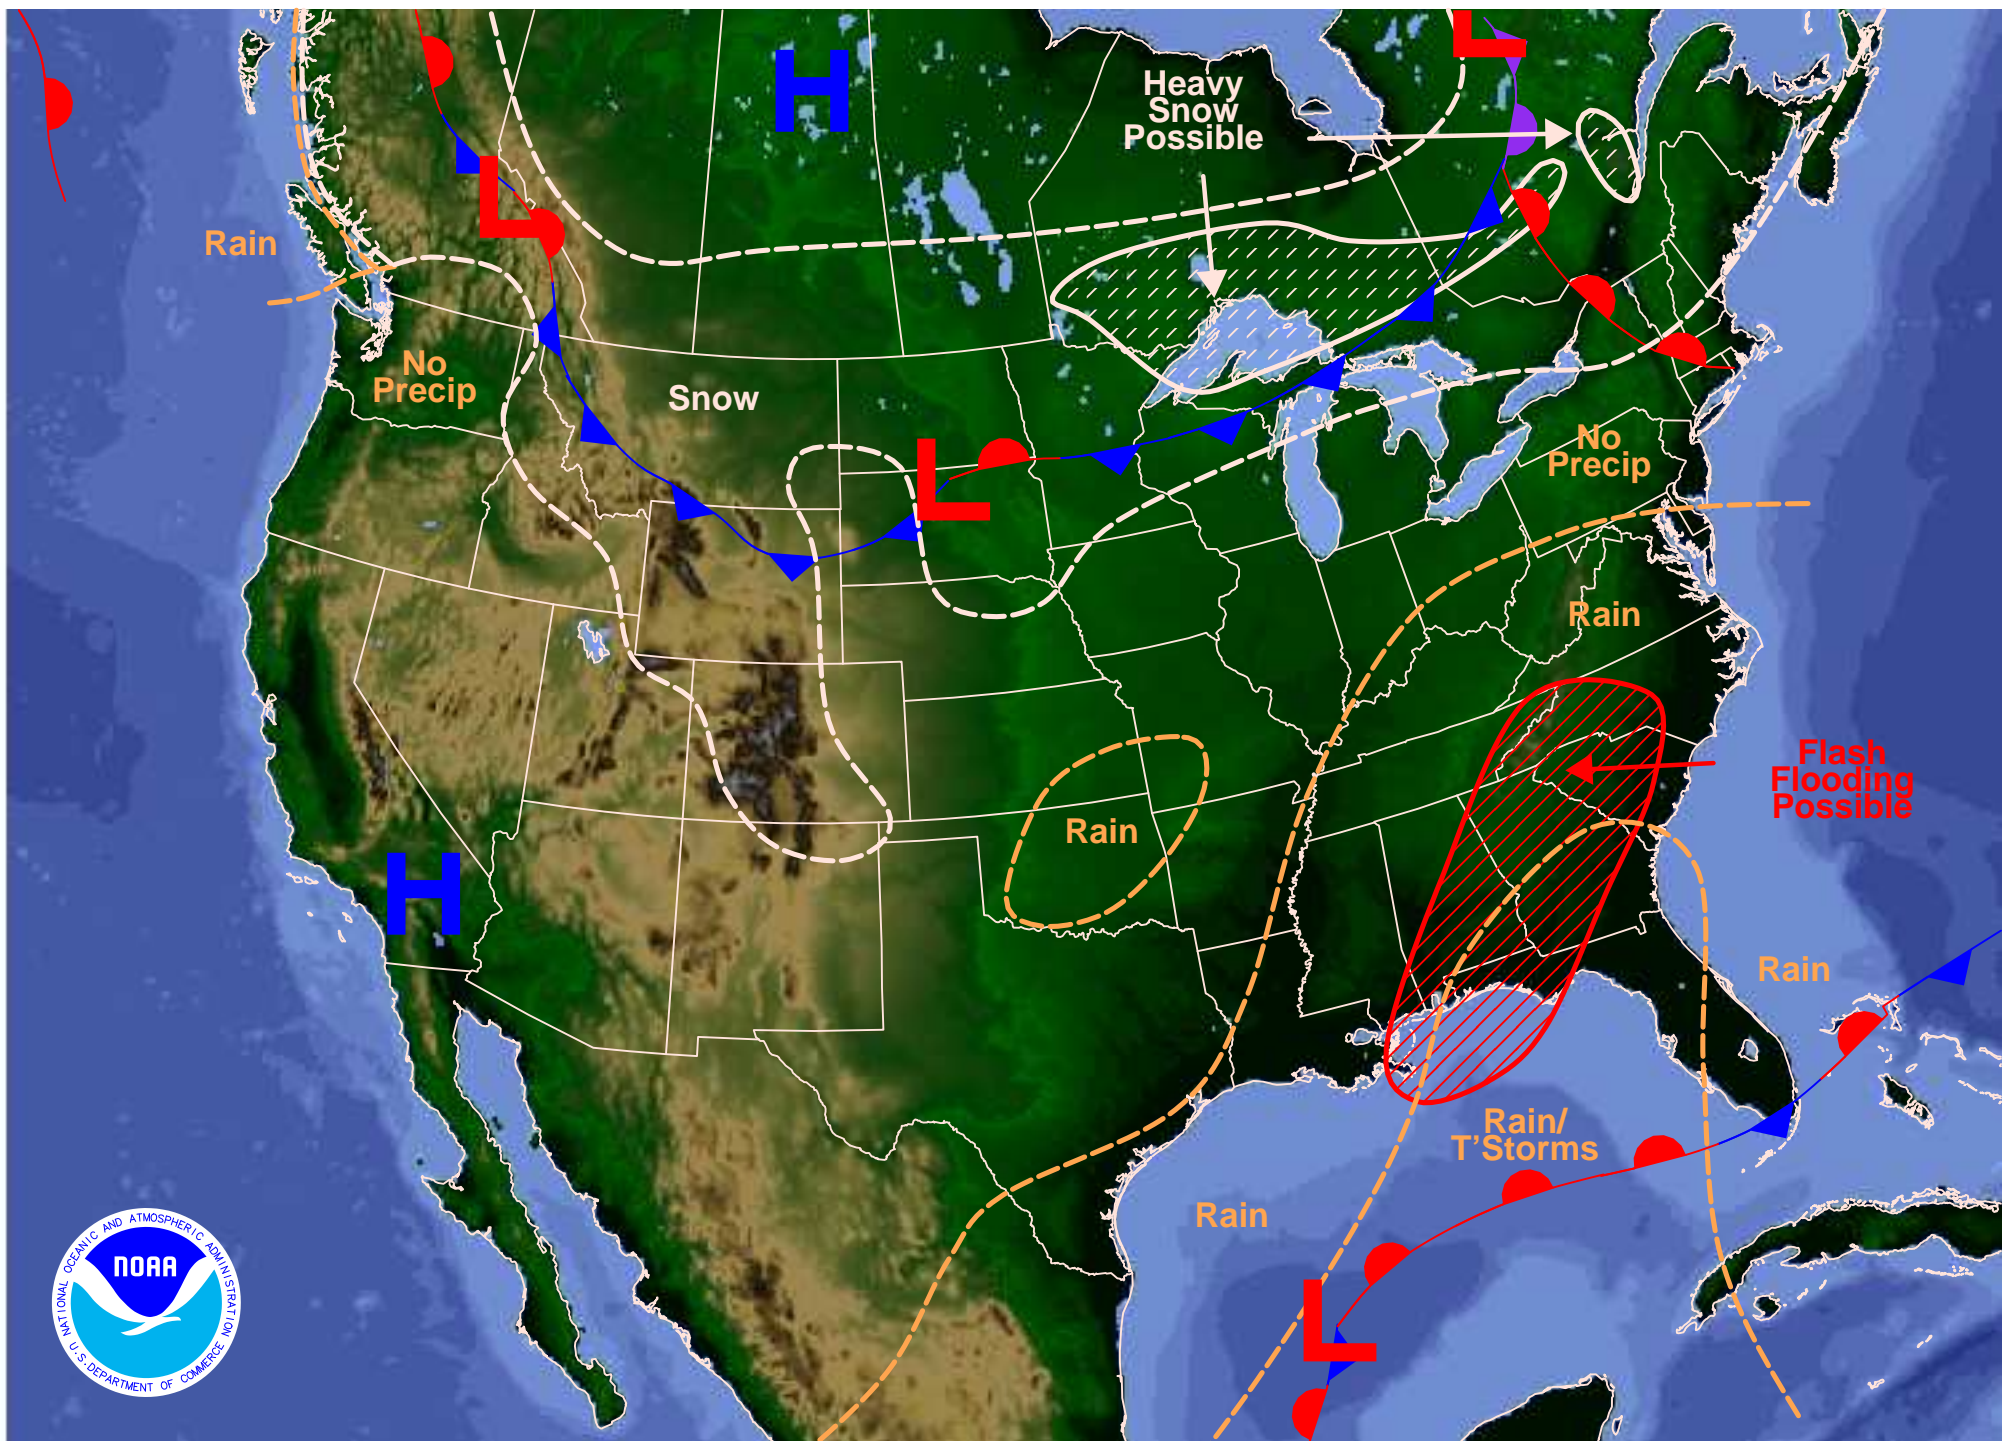 H
L
Heavy
Snow
Possible
L
Rain
No
Precip
Snow
L
No
Precip
Rain
Flash
Flooding
Possible
Rain
H
Rain
Rain/
T'Storms
Rain
L
NATIONAL OCEANIC AND ATMOSPHERIC ADMINISTRATION
NOAA
U.S. DEPARTMENT OF COMMERCE